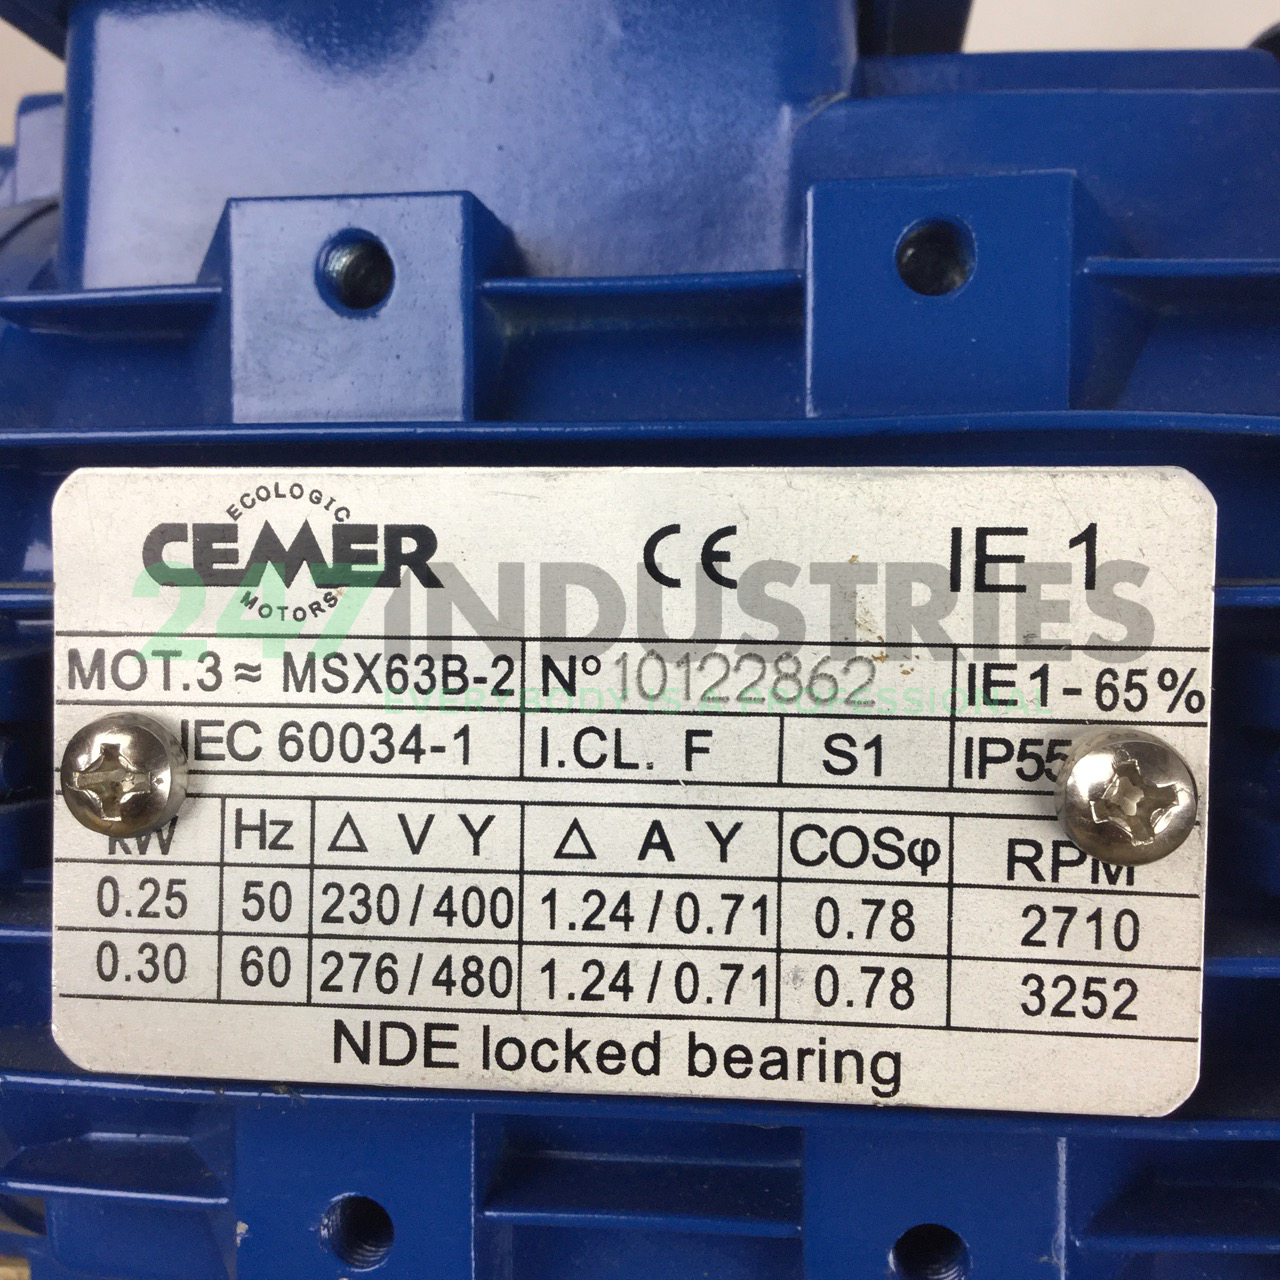 ECOLOGIC
CEMER
MOTORS
CE IE 1
247INDUSTRIES
EVERYBODY IS A PROFESSIONAL
MOT.3≈ MSX63B-2 N° 10122862 IE1-65%
IEC 60034-1 I.CL. F S1 IP55
kW Hz Δ V Y Δ A Y COSφ RPM
0.25 50 230/400 1.24/0.71 0.78 2710
0.30 60 276/480 1.24/0.71 0.78 3252
NDE locked bearing